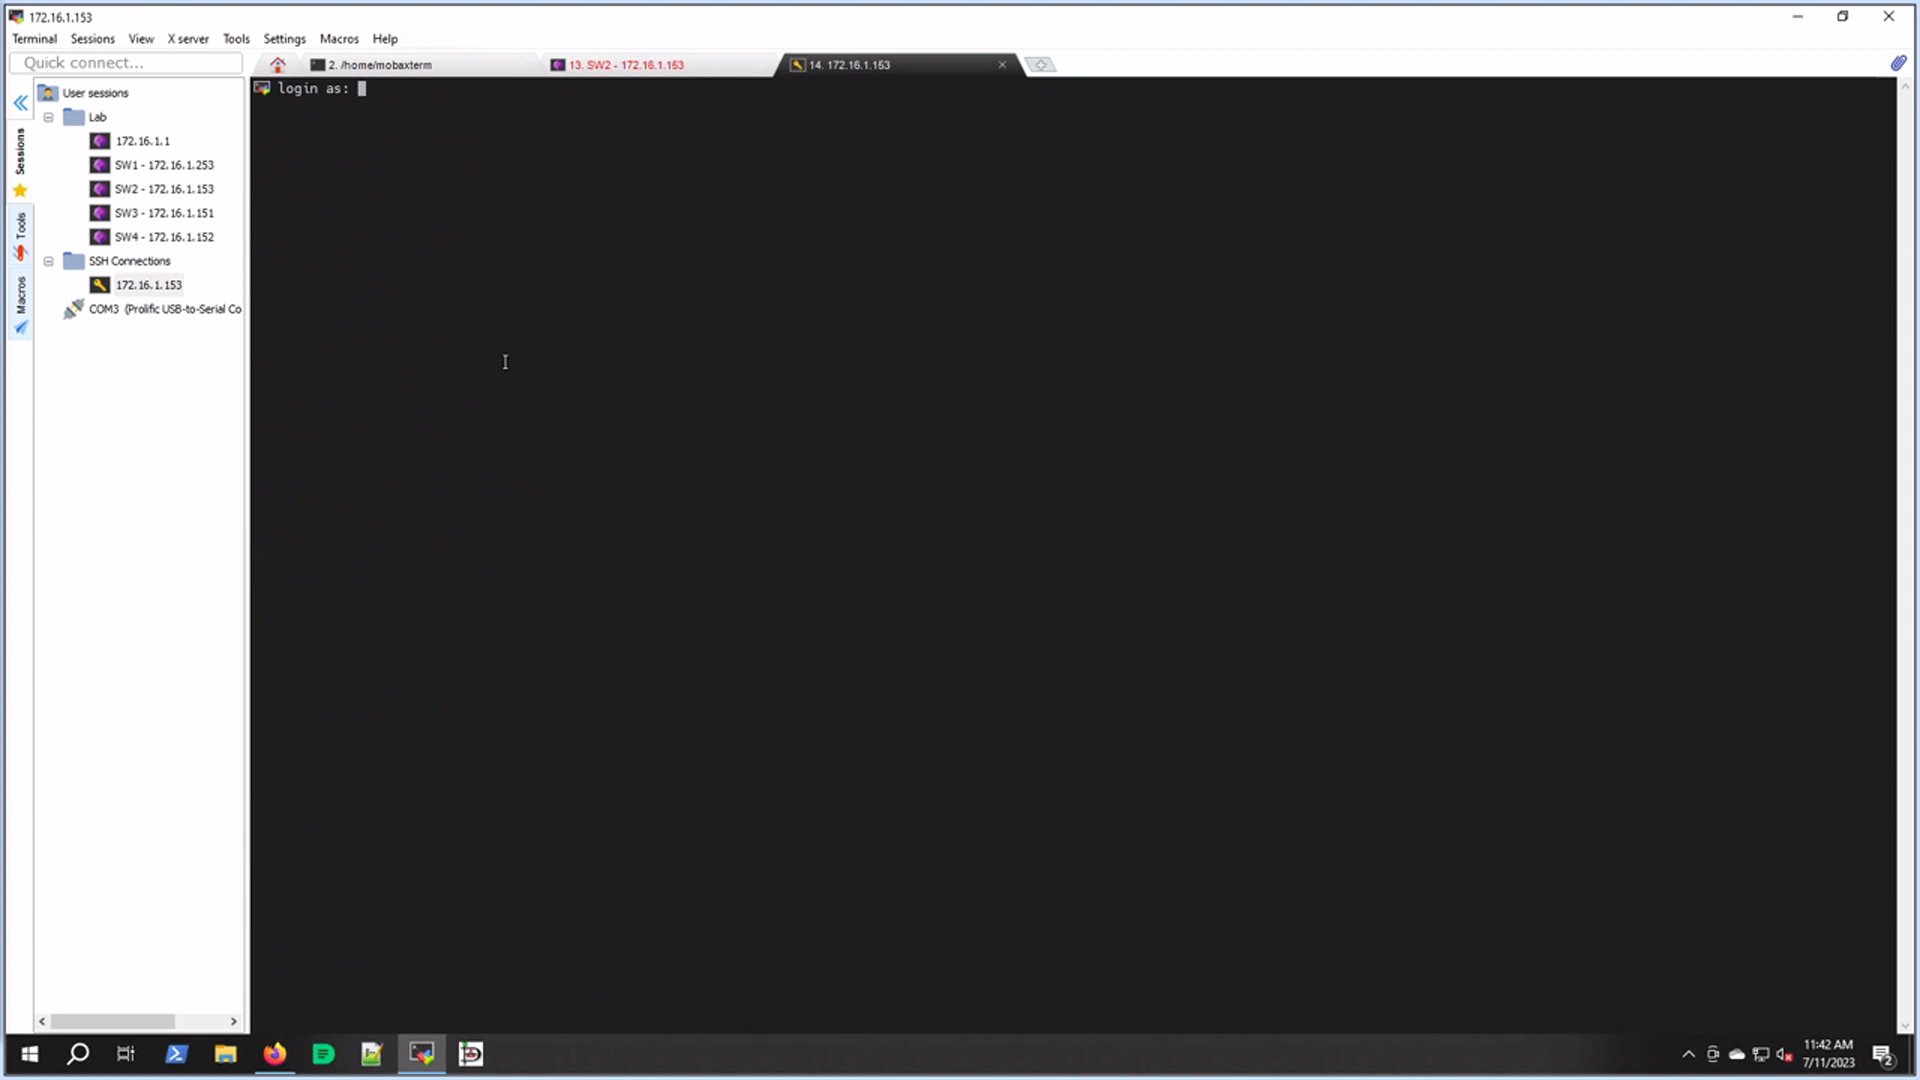 172.16.1.153
Terminal Sessions View X server Tools Settings Macros Help
Quick connect...
2. /home/mobaxterm
13. SW2 - 172.16.1.153
14. 172.16.1.153
login as:
Sessions
Tools
Macros
User sessions
Lab
172.16.1.1
SW1 - 172.16.1.253
SW2 - 172.16.1.153
SW3 - 172.16.1.151
SW4 - 172.16.1.152
SSH Connections
172.16.1.153
COM3 (Prolific USB-to-Serial Co
11:42 AM
7/11/2023
2